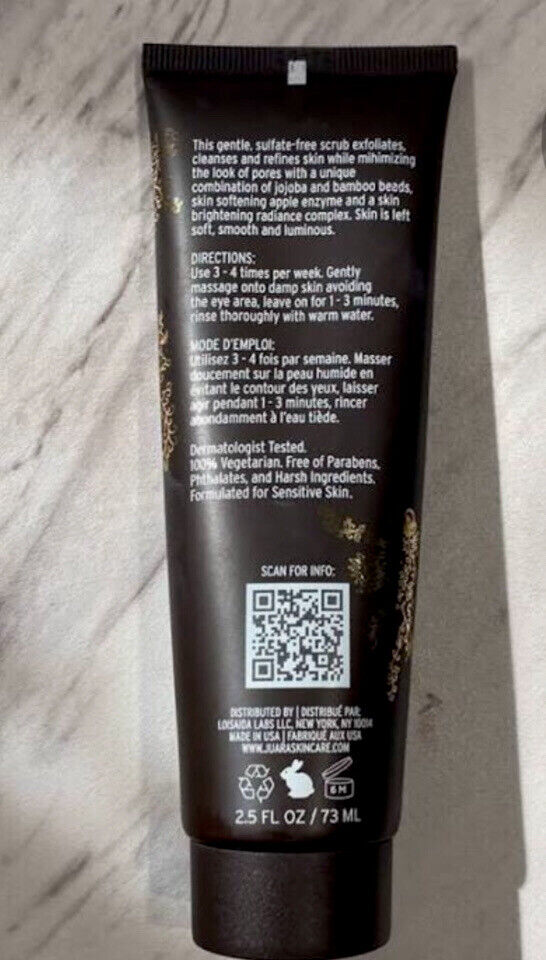 This gentle, sulfate-free scrub exfoliates,
cleanses and refines skin while minimizing
the look of pores with a unique
combination of jojoba and bamboo beads,
skin softening apple enzyme and a skin
brightening radiance complex. Skin is left
soft, smooth and luminous.
DIRECTIONS:
Use 3 - 4 times per week. Gently
massage onto damp skin avoiding
the eye area, leave on for 1 - 3 minutes,
rinse thoroughly with warm water.
MODE D'EMPLOI:
Utilisez 3 - 4 fois par semaine. Masser
doucement sur la peau humide en
évitant le contour des yeux, laisser
agir pendant 1 - 3 minutes, rincer
abondamment à l'eau tiède.
Dermatologist Tested.
100% Vegetarian. Free of Parabens,
Phthalates, and Harsh Ingredients.
Formulated for Sensitive Skin.
SCAN FOR INFO:
DISTRIBUTED BY | DISTRIBUÉ PAR:
LOISAIDA LABS LLC, NEW YORK, NY 10014
MADE IN USA | FABRIQUÉ AUX USA
WWW.JUARASKINCARE.COM
6 M
2.5 FL OZ / 73 ML